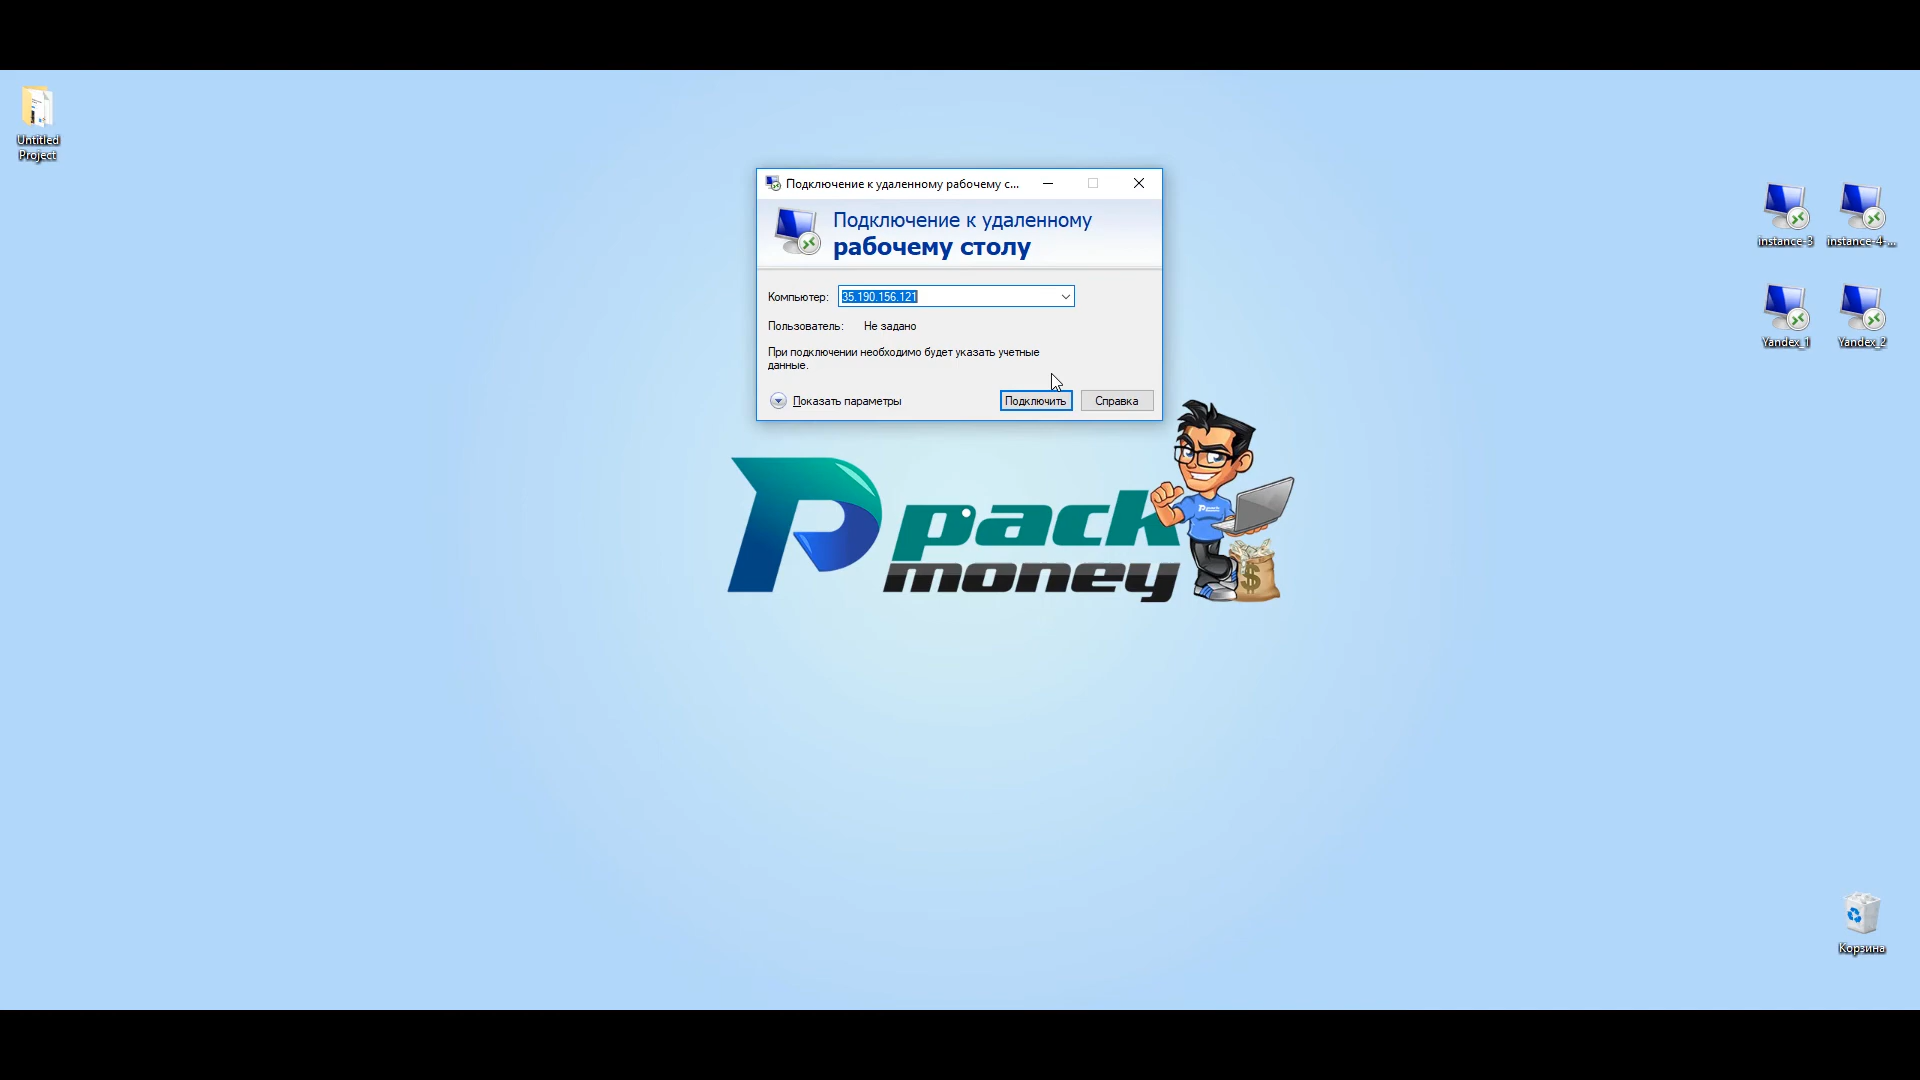 Untitled
Project
Подключение к удаленному рабочему с...
Подключение к удаленному
рабочему столу
Компьютер: 35.190.156.121
Пользователь: Не задано
При подключении необходимо будет указать учетные
данные.
Показать параметры
Подключить
Справка
instance-3
instance-4-...
Yandex_1
Yandex_2
pack
money
$
Корзина